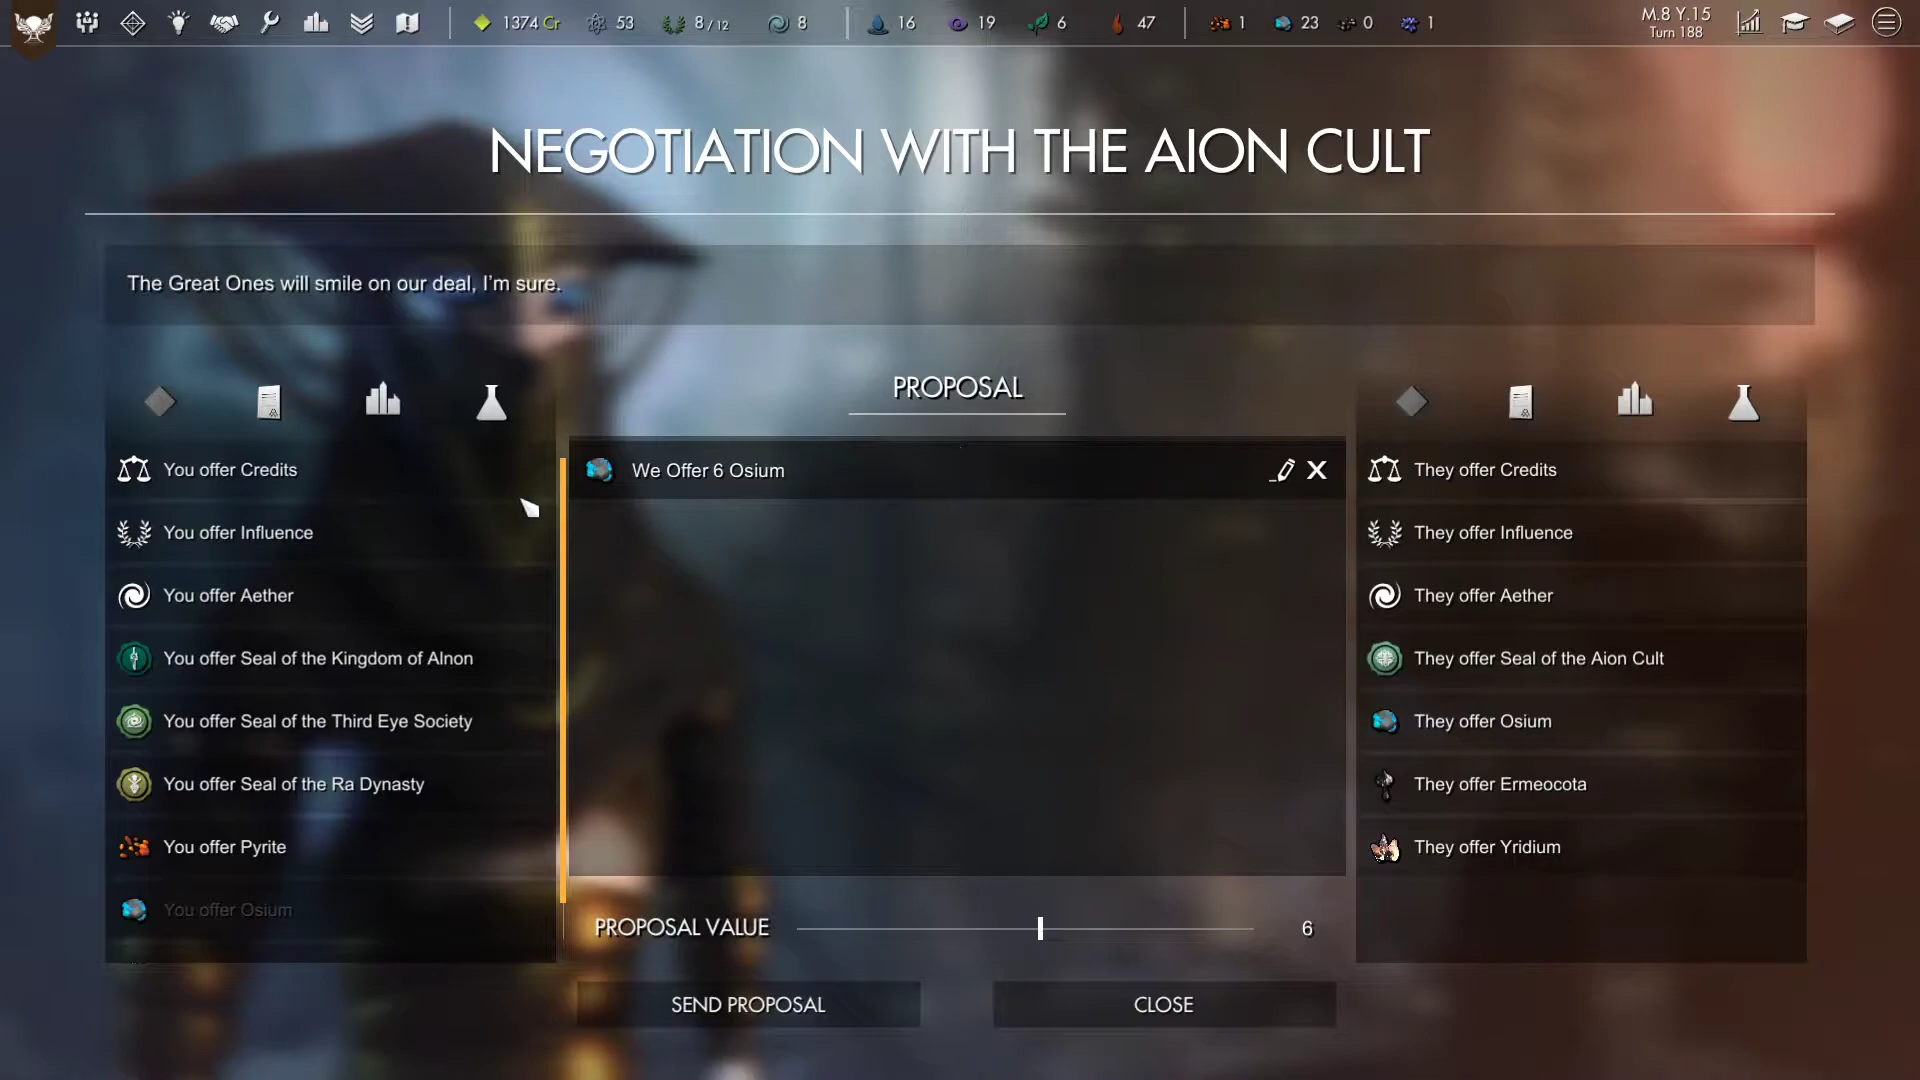 1374 Cr 53 8 / 12 8 16 19 6 47 1 23 0 1 M.8 Y.15
Turn 188
NEGOTIATION WITH THE AION CULT
The Great Ones will smile on our deal, I'm sure.
PROPOSAL
You offer Credits
You offer Influence
You offer Aether
You offer Seal of the Kingdom of Alnon
You offer Seal of the Third Eye Society
You offer Seal of the Ra Dynasty
You offer Pyrite
You offer Osium
We Offer 6 Osium X
They offer Credits
They offer Influence
They offer Aether
They offer Seal of the Aion Cult
They offer Osium
They offer Ermeocota
They offer Yridium
PROPOSAL VALUE 6
SEND PROPOSAL
CLOSE